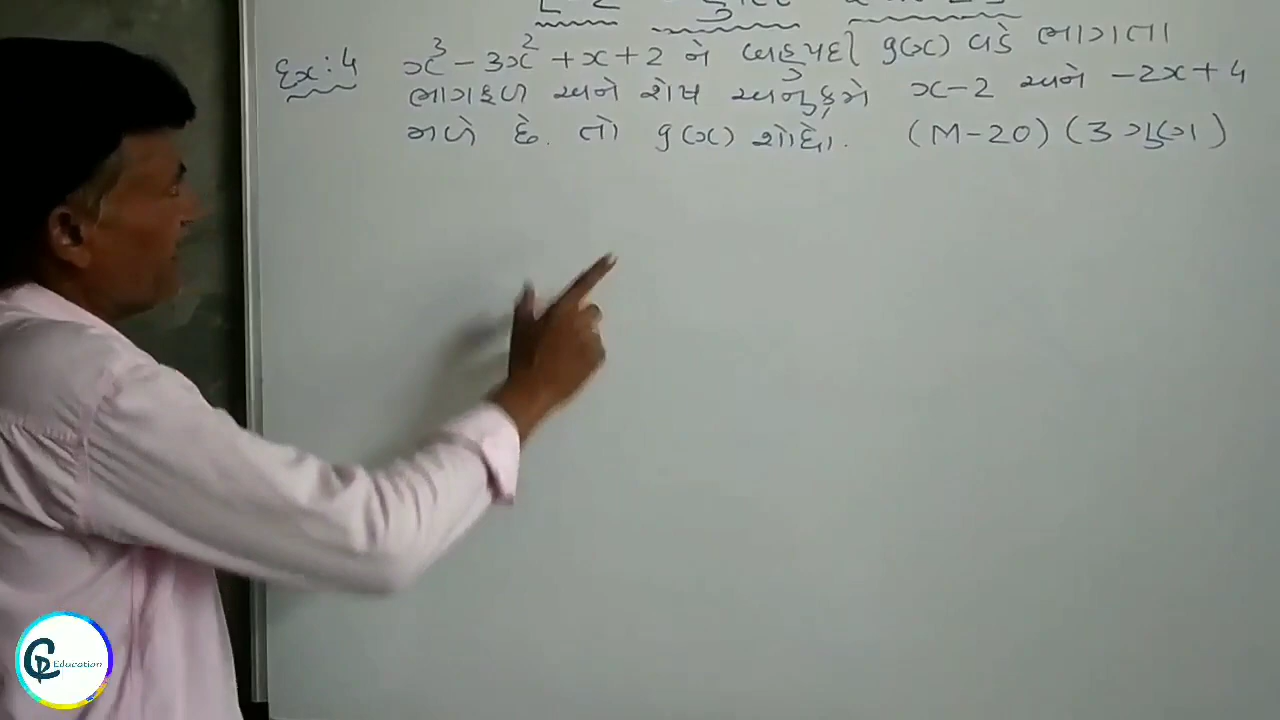 Ex:4 x³ - 3x² + x + 2 ને બહુપદી g(x) વડે ભાગતા
ભાગફળ અને શેષ અનુક્રમે x-2 અને -2x+4
મળે છે. તો g(x) શોધો. (M-20) (3 ગુણ)
Education